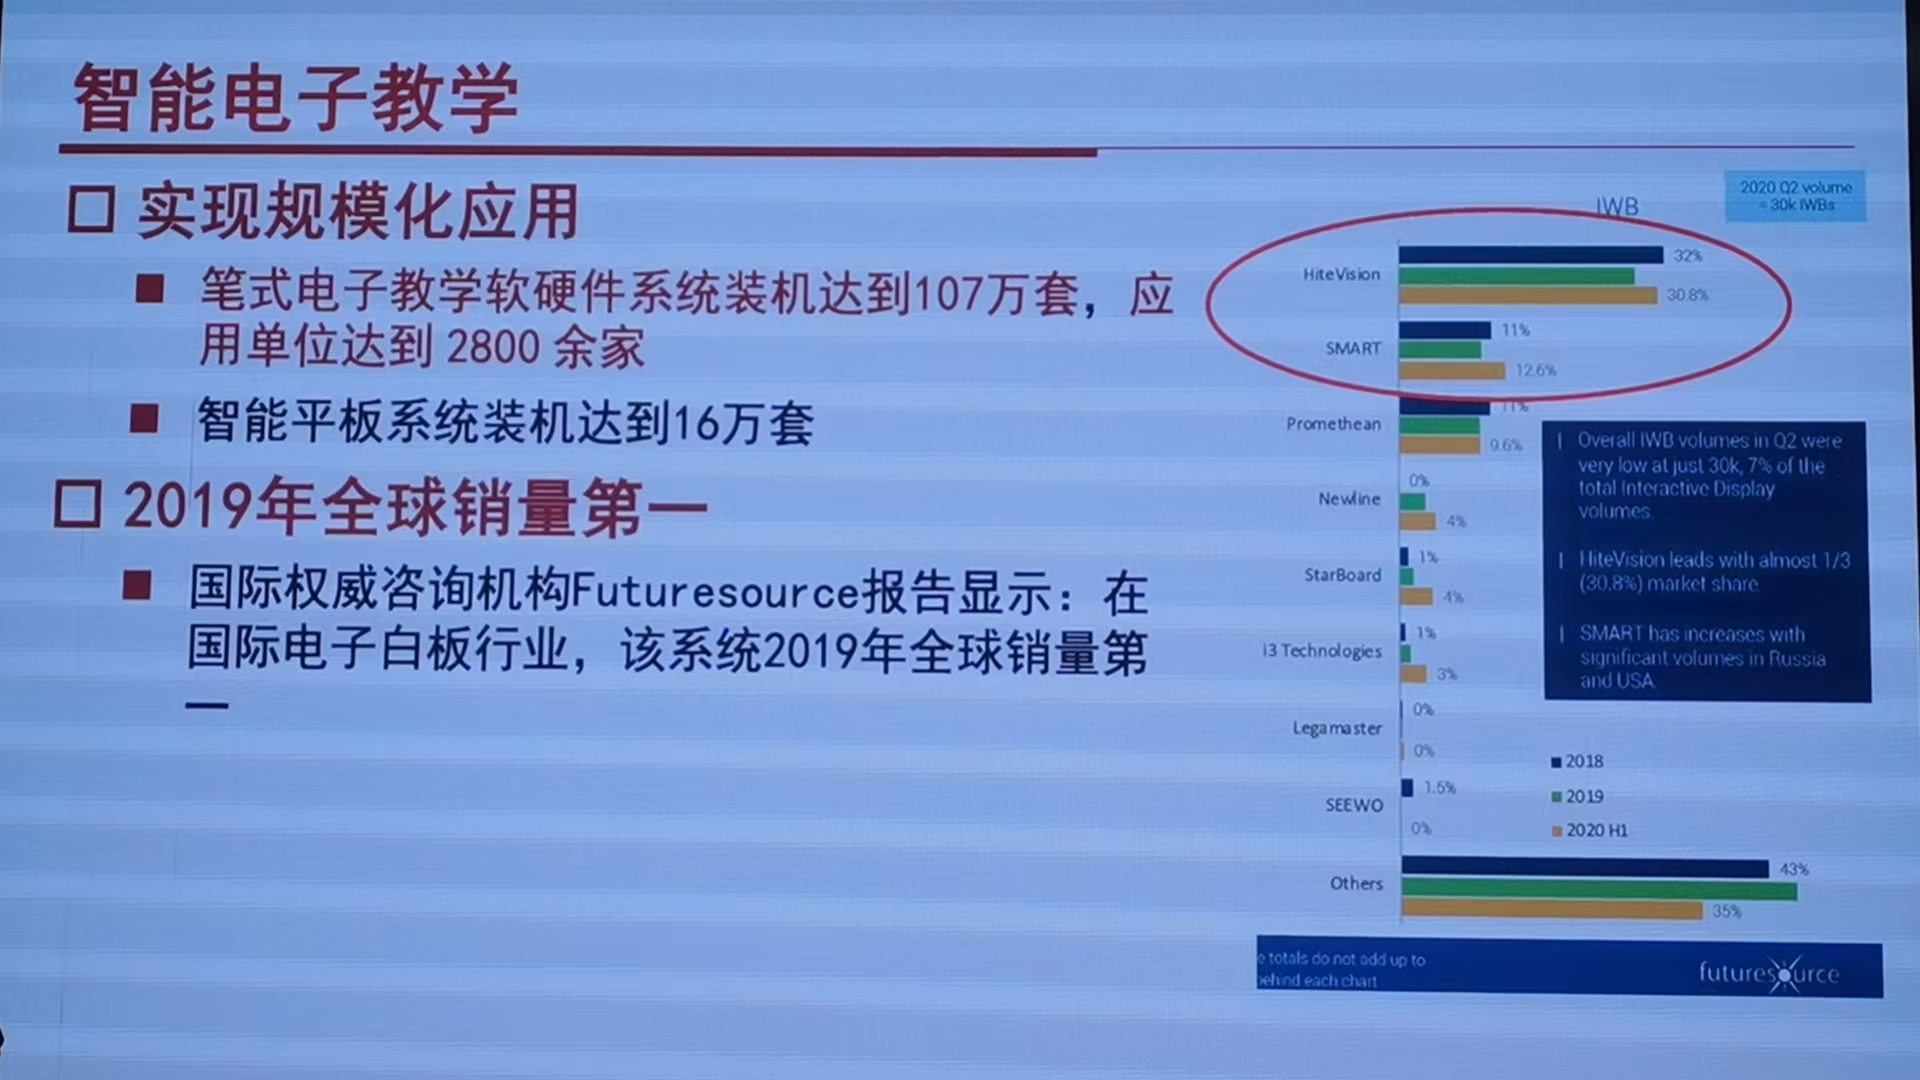 智能电子教学
实现规模化应用
笔式电子教学软硬件系统装机达到107万套，应
用单位达到 2800 余家
智能平板系统装机达到16万套
2019年全球销量第一
国际权威咨询机构Futuresource报告显示：在
国际电子白板行业，该系统2019年全球销量第
一
IWB
2020 Q2 volume
= 30k IWBs
HiteVision
32%
30.8%
SMART
11%
12.6%
Promethean
11%
9.6%
Newline
0%
4%
StarBoard
1%
4%
i3 Technologies
1%
3%
Legamaster
0%
0%
SEEWO
1.5%
0%
Others
43%
35%
Overall IWB volumes in Q2 were
very low at just 30k, 7% of the
total Interactive Display
volumes.
HiteVision leads with almost 1/3
(30.8%) market share
SMART has increases with
significant volumes in Russia
and USA.
2018
2019
2020 H1
e totals do not add up to
behind each chart
futuresource